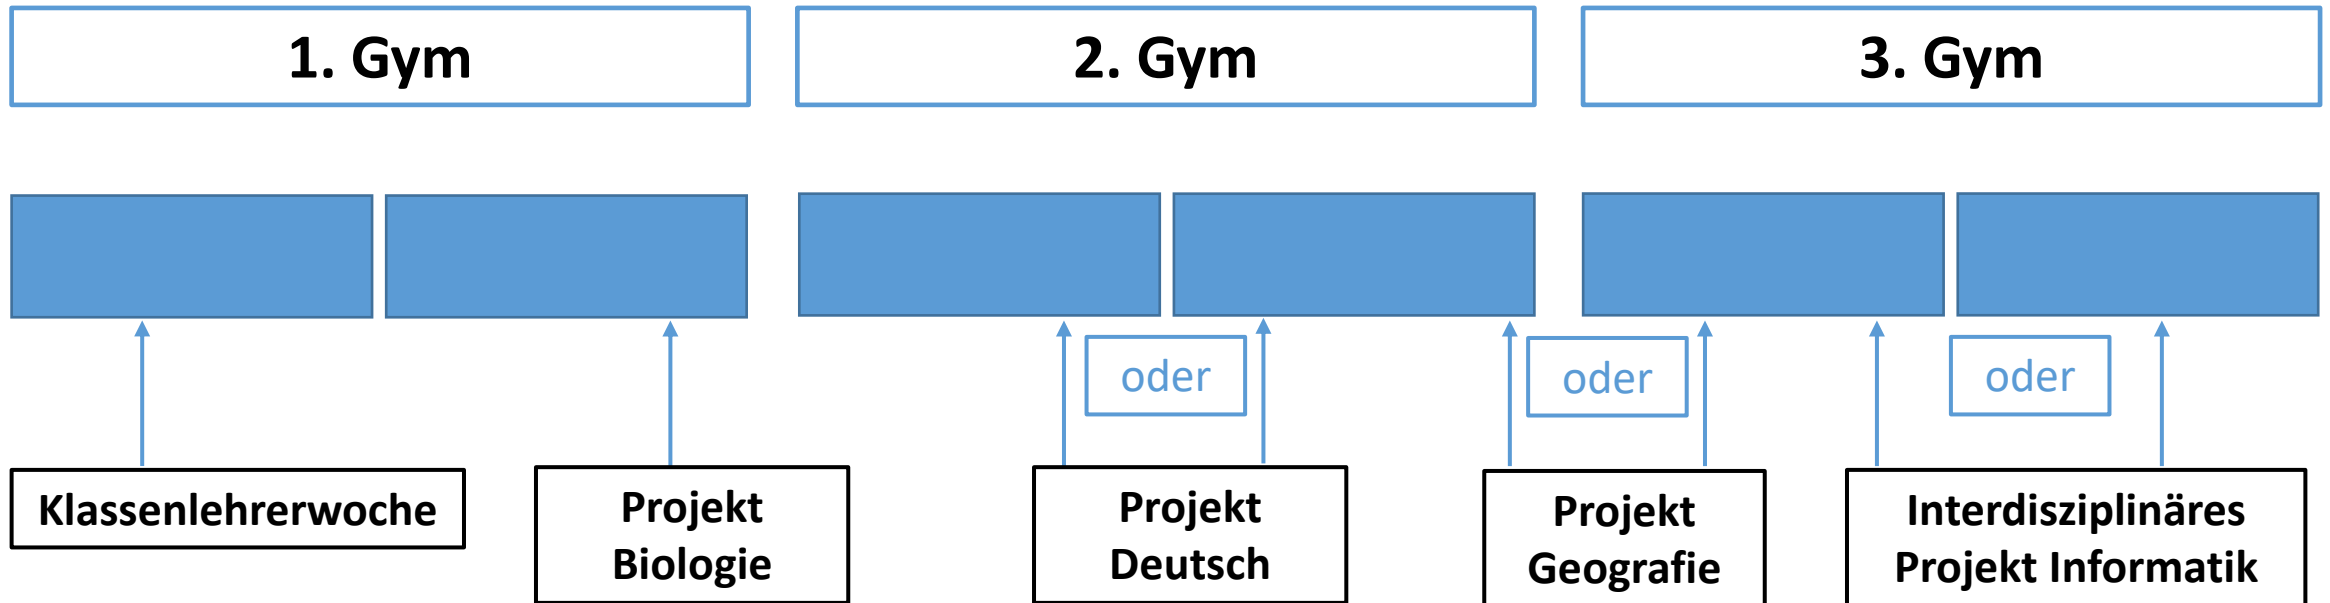 1. Gym
2. Gym
3. Gym
oder
oder
oder
Klassenlehrerwoche
Projekt
Biologie
Projekt
Deutsch
Projekt
Geografie
Interdisziplinäres
Projekt Informatik